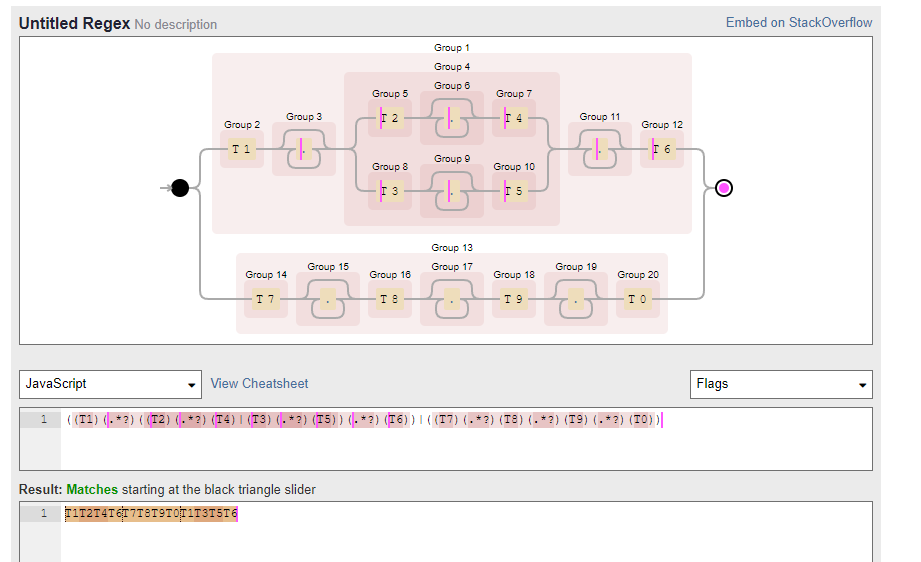 Untitled Regex No description Embed on StackOverflow
Group 1
Group 4
Group 6
Group 5 Group 7
Group 3 Group 11
Group 2 T 2 . T 4 Group 12
T 1 . . T 6
Group 9
Group 8 Group 10
T 3 . T 5
Group 13
Group 15 Group 17 Group 19
Group 14 Group 16 Group 18 Group 20
T 7 . T 8 . T 9 . T 0
JavaScript View Cheatsheet Flags
1 ((T1)(.*?)((T2)(.*?)(T4)|(T3)(.*?)(T5))(.*?)(T6))|((T7)(.*?)(T8)(.*?)(T9)(.*?)(T0))
Result: Matches starting at the black triangle slider
1 T1T2T4T6T7T8T9T0T1T3T5T6